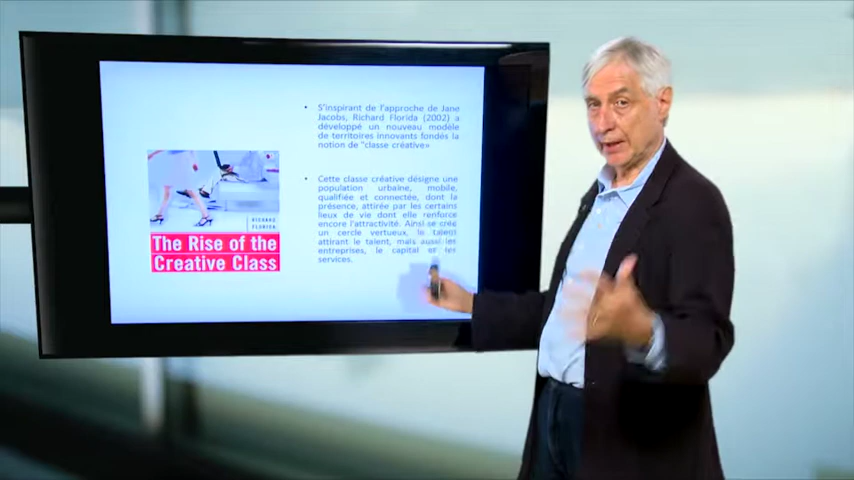 • S'inspirant de l'approche de Jane
Jacobs, Richard Florida (2002) a
développé un nouveau modèle
de territoires innovants fondés la
notion de "classe créative»
• Cette classe créative désigne une
population urbaine, mobile,
qualifiée et connectée, dont la
présence, attirée par les certains
lieux de vie dont elle renforce
encore l'attractivité. Ainsi se crée
un cercle vertueux, le talent
attirant le talent, mais aussi les
entreprises, le capital et les
services.
RICHARD
FLORIDA
The Rise of the
Creative Class